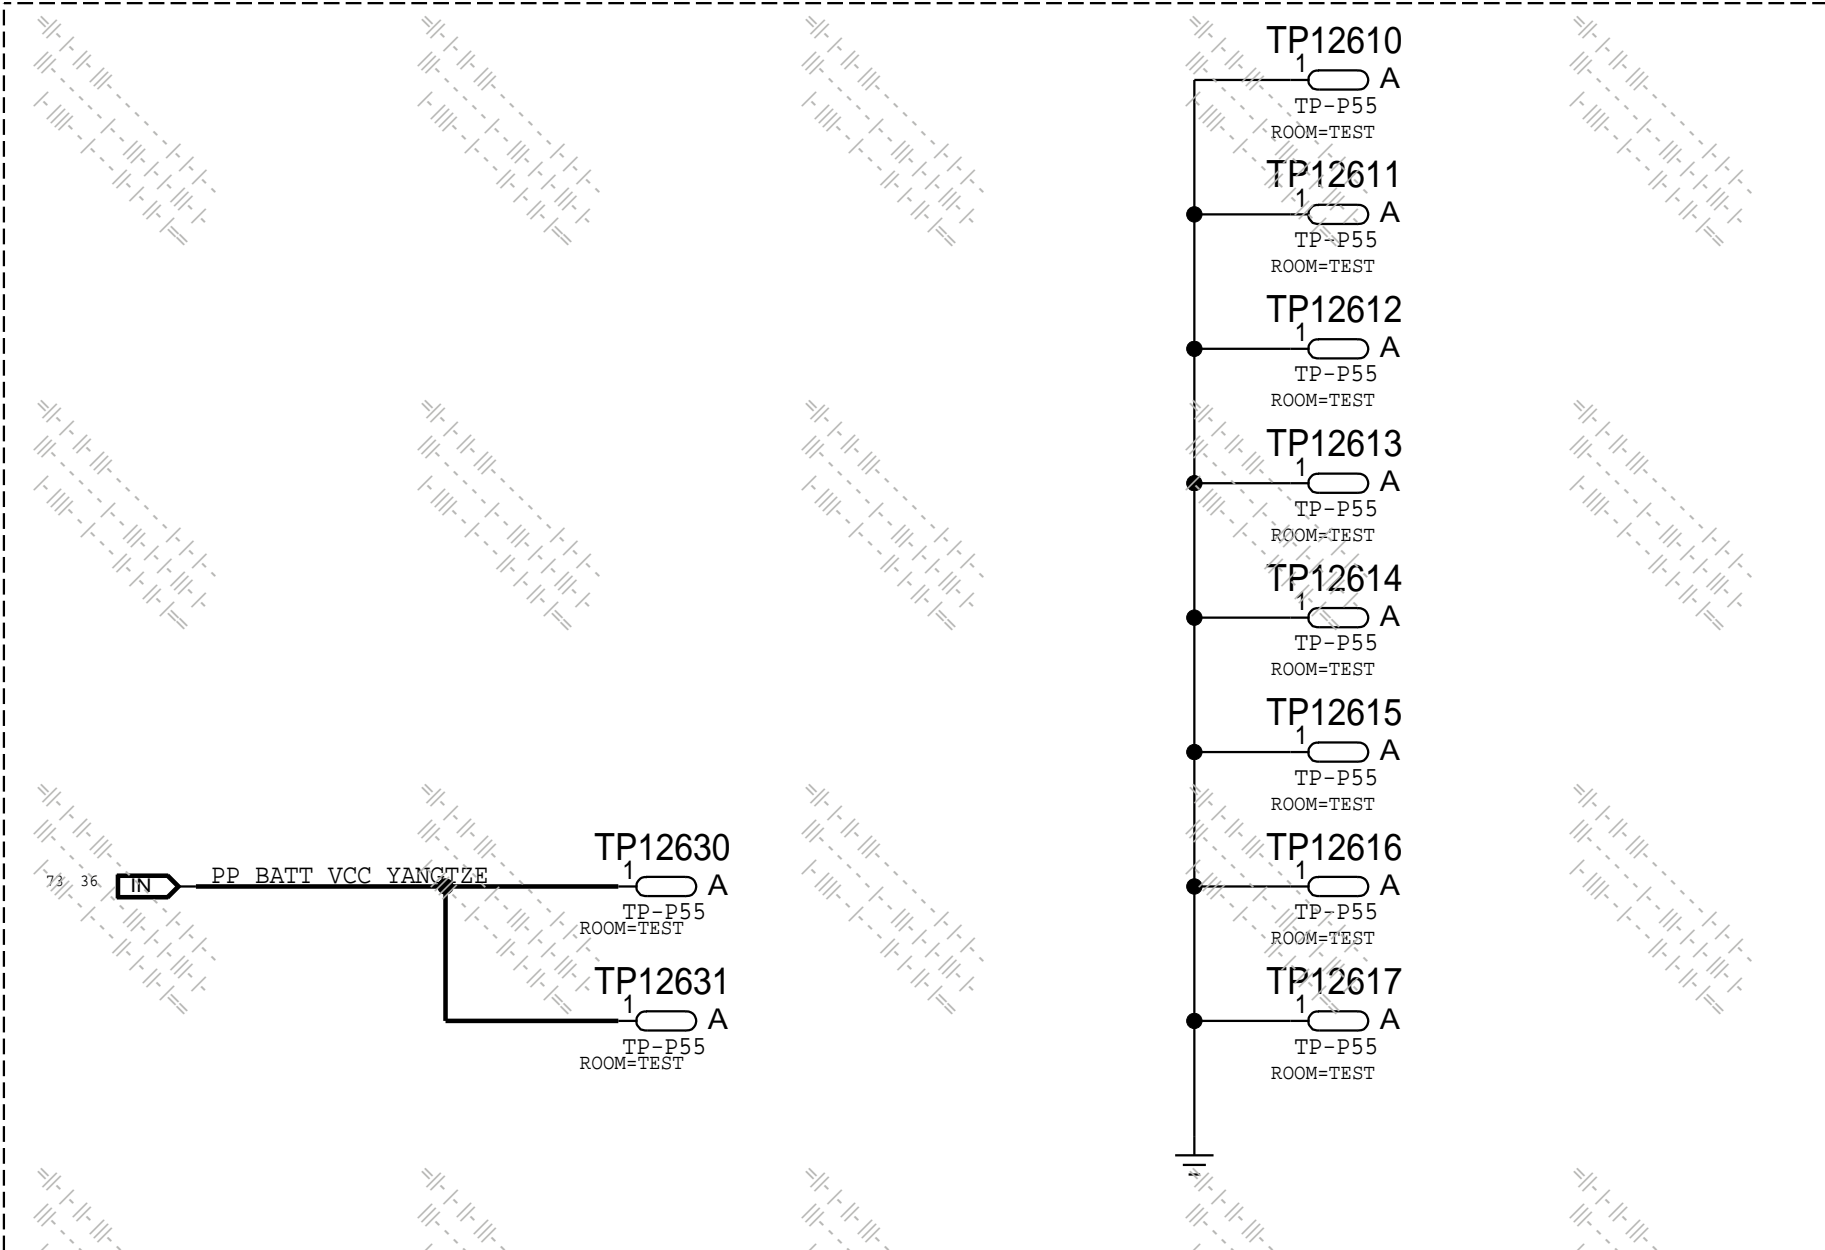 TP12610
1
A
TP-P55
ROOM=TEST
TP12611
1
A
TP-P55
ROOM=TEST
TP12612
1
A
TP-P55
ROOM=TEST
TP12613
1
A
TP-P55
ROOM=TEST
TP12614
1
A
TP-P55
ROOM=TEST
TP12615
1
A
TP-P55
ROOM=TEST
73 36
IN
PP BATT VCC YANGTZE
TP12630
1
A
TP-P55
ROOM=TEST
TP12631
1
A
TP-P55
ROOM=TEST
TP12616
1
A
TP-P55
ROOM=TEST
TP12617
1
A
TP-P55
ROOM=TEST